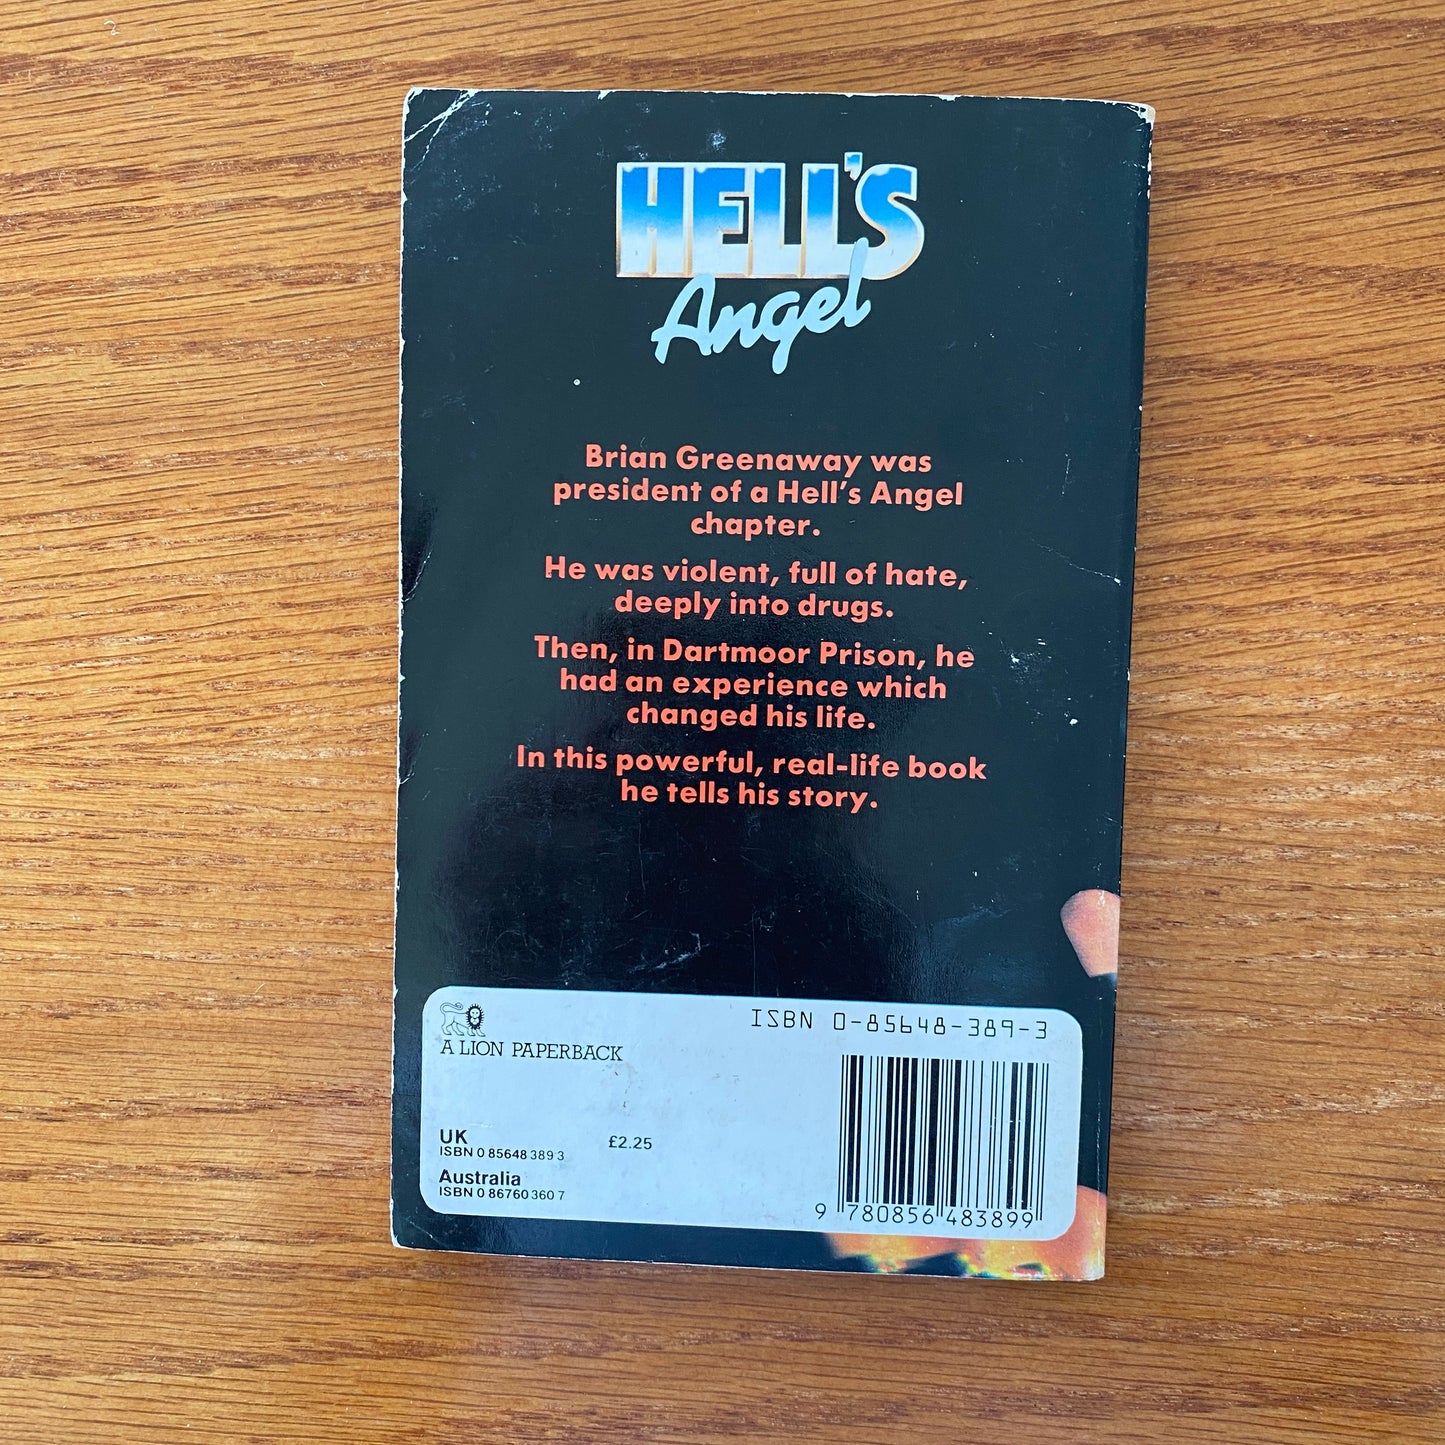 HELL'S
Angel
Brian Greenaway was
president of a Hell's Angel
chapter.
He was violent, full of hate,
deeply into drugs.
Then, in Dartmoor Prison, he
had an experience which
changed his life.
In this powerful, real-life book
he tells his story.
ISBN 0-85648-389-3
A LION PAPERBACK
UK £2.25
ISBN 0 85648 389 3
Australia
ISBN 0 86760 360 7
9 780856 483899